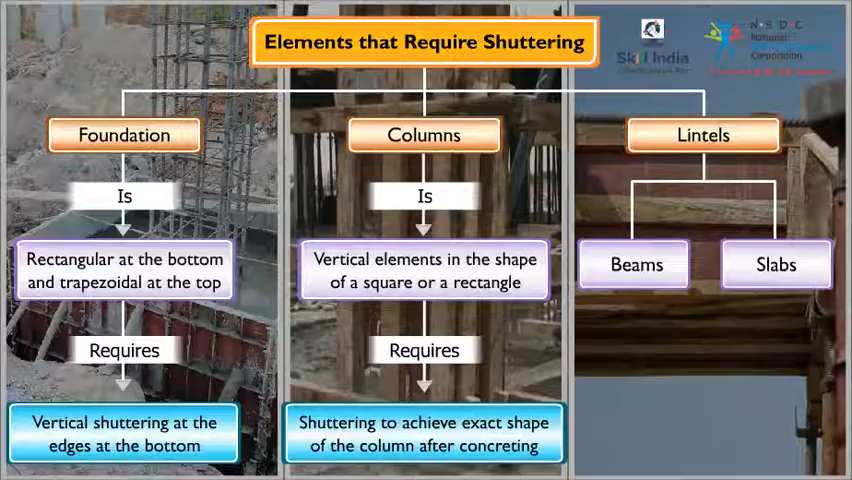 Elements that Require Shuttering
Skill India
N·S·D·C
National
Corporation
Foundation
Columns
Lintels
Is
Is
Rectangular at the bottom
and trapezoidal at the top
Vertical elements in the shape
of a square or a rectangle
Beams
Slabs
Requires
Requires
Vertical shuttering at the
edges at the bottom
Shuttering to achieve exact shape
of the column after concreting